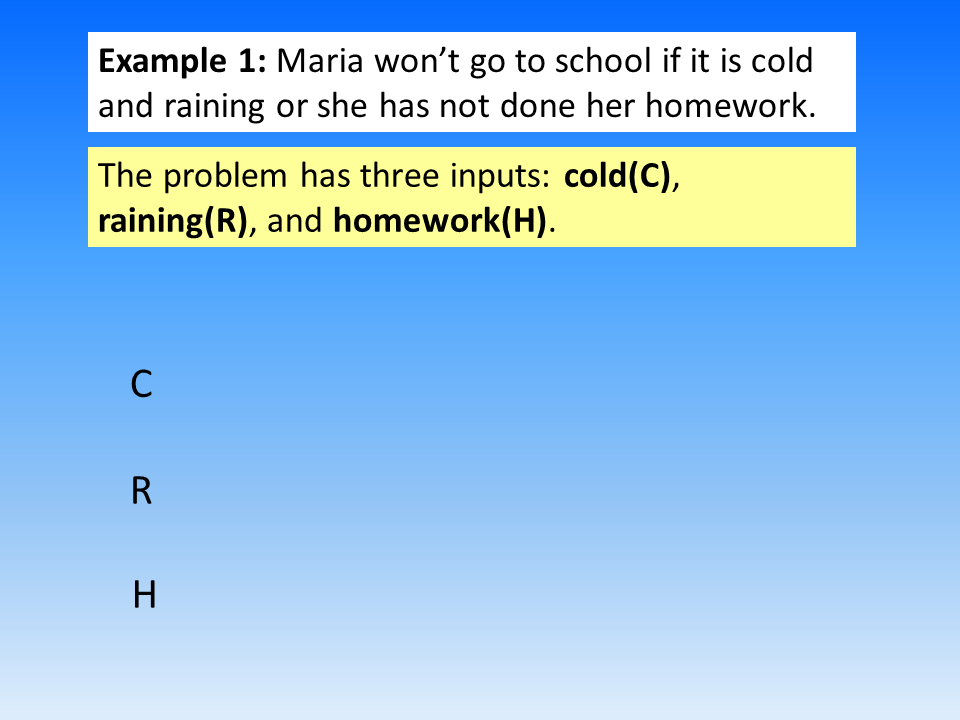 Example 1: Maria won’t go to school if it is cold
and raining or she has not done her homework.
The problem has three inputs: cold(C),
raining(R), and homework(H).
C
R
H